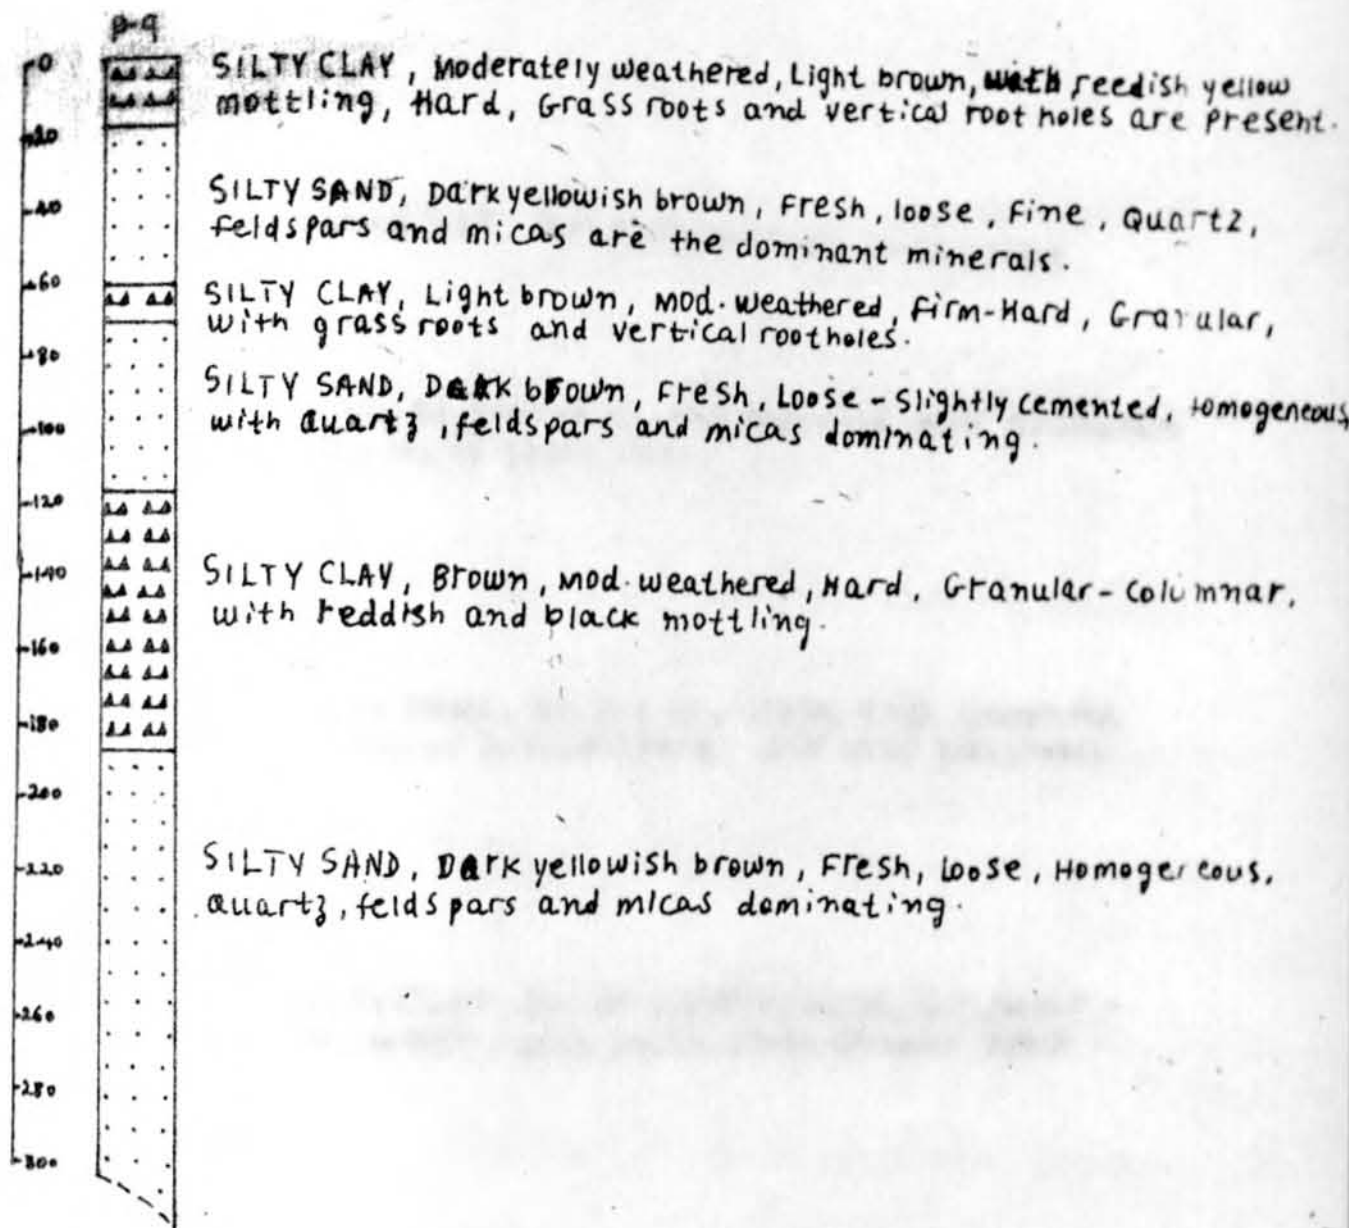 P-9
0
SILTY CLAY, Moderately weathered, Light brown, with reedish yellow
mottling, Hard, Grass roots and vertical root holes are present.
20
40
SILTY SAND, Dark yellowish brown, Fresh, loose, Fine, Quartz,
feldspars and micas are the dominant minerals.
60
SILTY CLAY, Light brown, mod. weathered, Firm-Hard, Granular,
with grass roots and vertical rootholes.
80
SILTY SAND, Dark brown, Fresh, Loose - Slightly cemented, Homogeneous,
with Quartz, feldspars and micas dominating.
100
120
140
SILTY CLAY, Brown, mod. weathered, Hard, Granular - Columnar,
with reddish and black mottling.
160
180
200
220
SILTY SAND, Dark yellowish brown, Fresh, Loose, Homogereous,
quartz, feldspars and micas dominating.
240
260
280
300